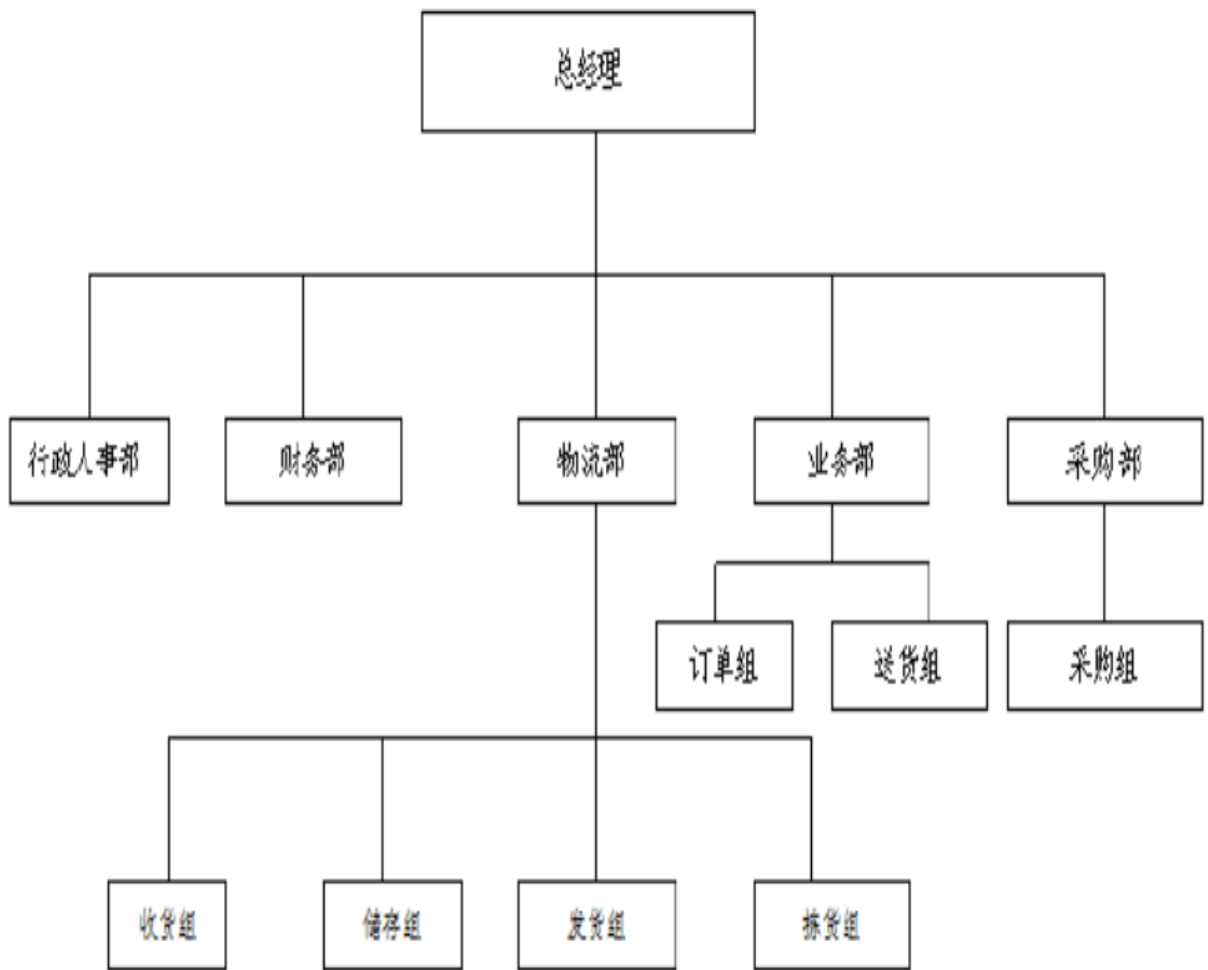 总经理
行政人事部
财务部
物流部
业务部
采购部
订单组
送货组
采购组
收货组
储存组
发货组
拣货组